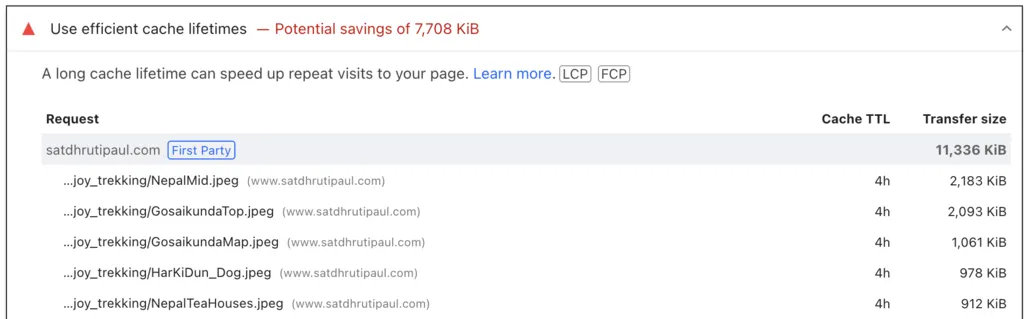 Use efficient cache lifetimes — Potential savings of 7,708 KiB
A long cache lifetime can speed up repeat visits to your page. Learn more. LCP FCP
Request Cache TTL Transfer size
satdhrutipaul.com First Party 11,336 KiB
...joy_trekking/NepalMid.jpeg (www.satdhrutipaul.com) 4h 2,183 KiB
...joy_trekking/GosaikundaTop.jpeg (www.satdhrutipaul.com) 4h 2,093 KiB
...joy_trekking/GosaikundaMap.jpeg (www.satdhrutipaul.com) 4h 1,061 KiB
...joy_trekking/HarKiDun_Dog.jpeg (www.satdhrutipaul.com) 4h 978 KiB
...joy_trekking/NepalTeaHouses.jpeg (www.satdhrutipaul.com) 4h 912 KiB